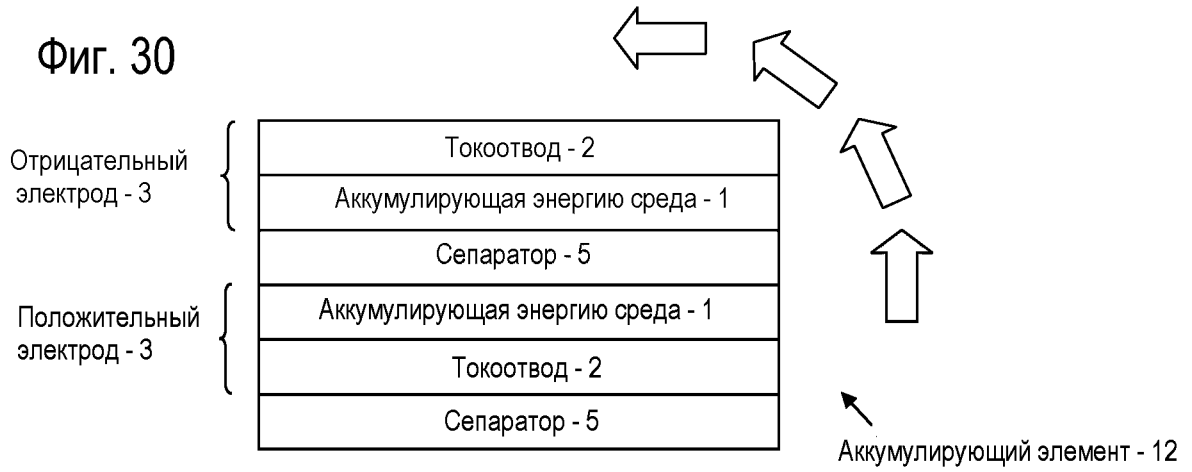 Фиг. 30
Отрицательный
электрод - 3
Токоотвод - 2
Аккумулирующая энергию среда - 1
Сепаратор - 5
Положительный
электрод - 3
Аккумулирующая энергию среда - 1
Токоотвод - 2
Сепаратор - 5
Аккумулирующий элемент - 12